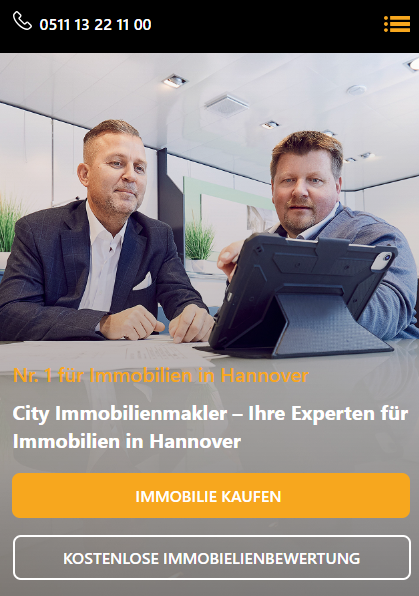 0511 13 22 11 00
Nr. 1 für Immobilien in Hannover
City Immobilienmakler – Ihre Experten für
Immobilien in Hannover
IMMOBILIE KAUFEN
KOSTENLOSE IMMOBIELIENBEWERTUNG